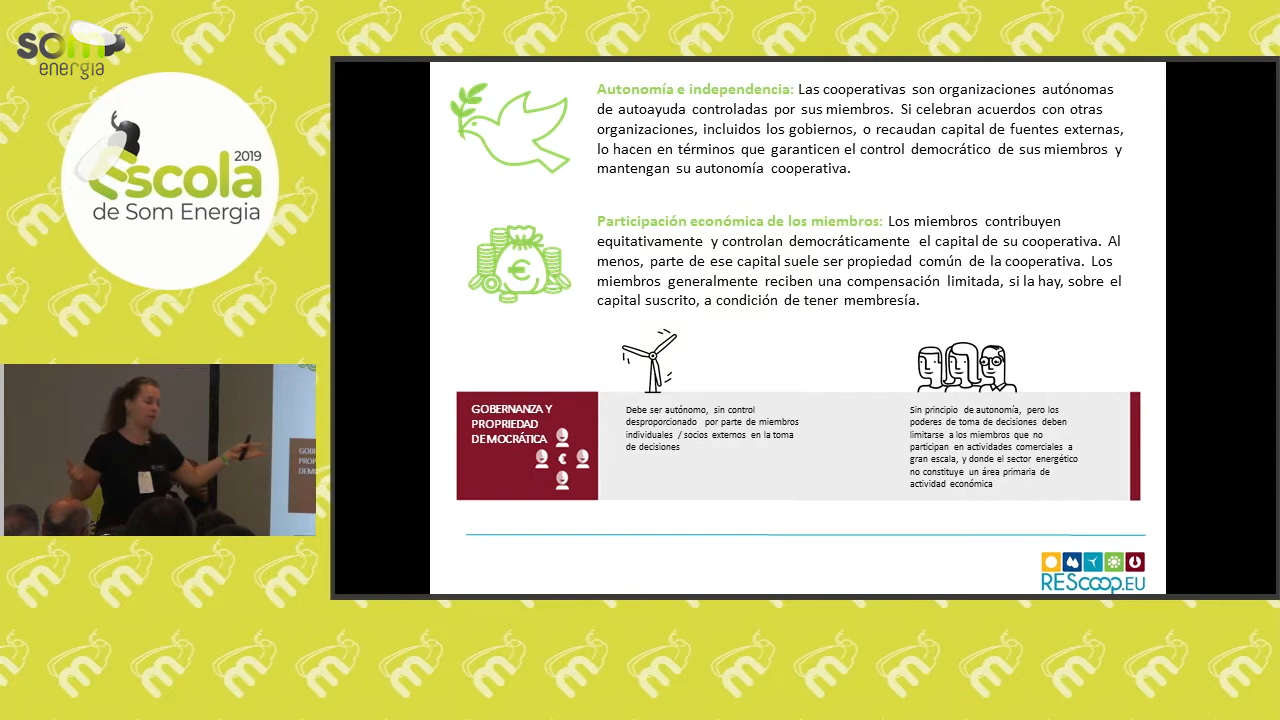 som
energia
Escola
2019
de Som Energia
Autonomía e independencia: Las cooperativas son organizaciones autónomas
de autoayuda controladas por sus miembros. Si celebran acuerdos con otras
organizaciones, incluidos los gobiernos, o recaudan capital de fuentes externas,
lo hacen en términos que garanticen el control democrático de sus miembros y
mantengan su autonomía cooperativa.
Participación económica de los miembros: Los miembros contribuyen
equitativamente y controlan democráticamente el capital de su cooperativa. Al
menos, parte de ese capital suele ser propiedad común de la cooperativa. Los
miembros generalmente reciben una compensación limitada, si la hay, sobre el
capital suscrito, a condición de tener membresía.
GOBERNANZA Y
PROPRIEDAD
DEMOCRÁTICA
€
Debe ser autónomo, sin control
desproporcionado por parte de miembros
individuales / socios externos en la toma
de decisiones
Sin principio de autonomía, pero los
poderes de toma de decisiones deben
limitarse a los miembros que no
participan en actividades comerciales a
gran escala, y donde el sector energético
no constituye un área primaria de
actividad económica
REScoop.EU